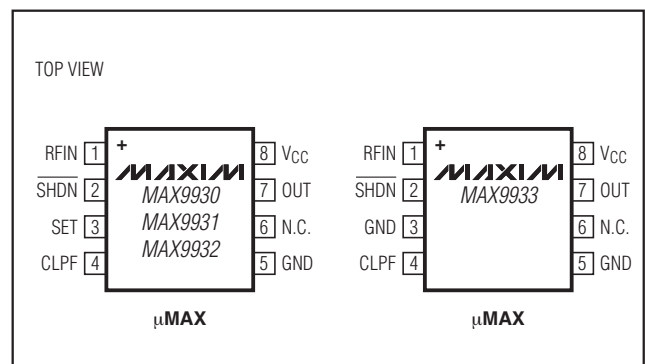 TOP VIEW
RFIN 1 + 8 VCC
SHDN 2 MAXIM 7 OUT
SET 3 MAX9930 6 N.C.
MAX9931
CLPF 4 MAX9932 5 GND
µMAX
RFIN 1 + 8 VCC
SHDN 2 MAXIM 7 OUT
GND 3 MAX9933 6 N.C.
CLPF 4 5 GND
µMAX